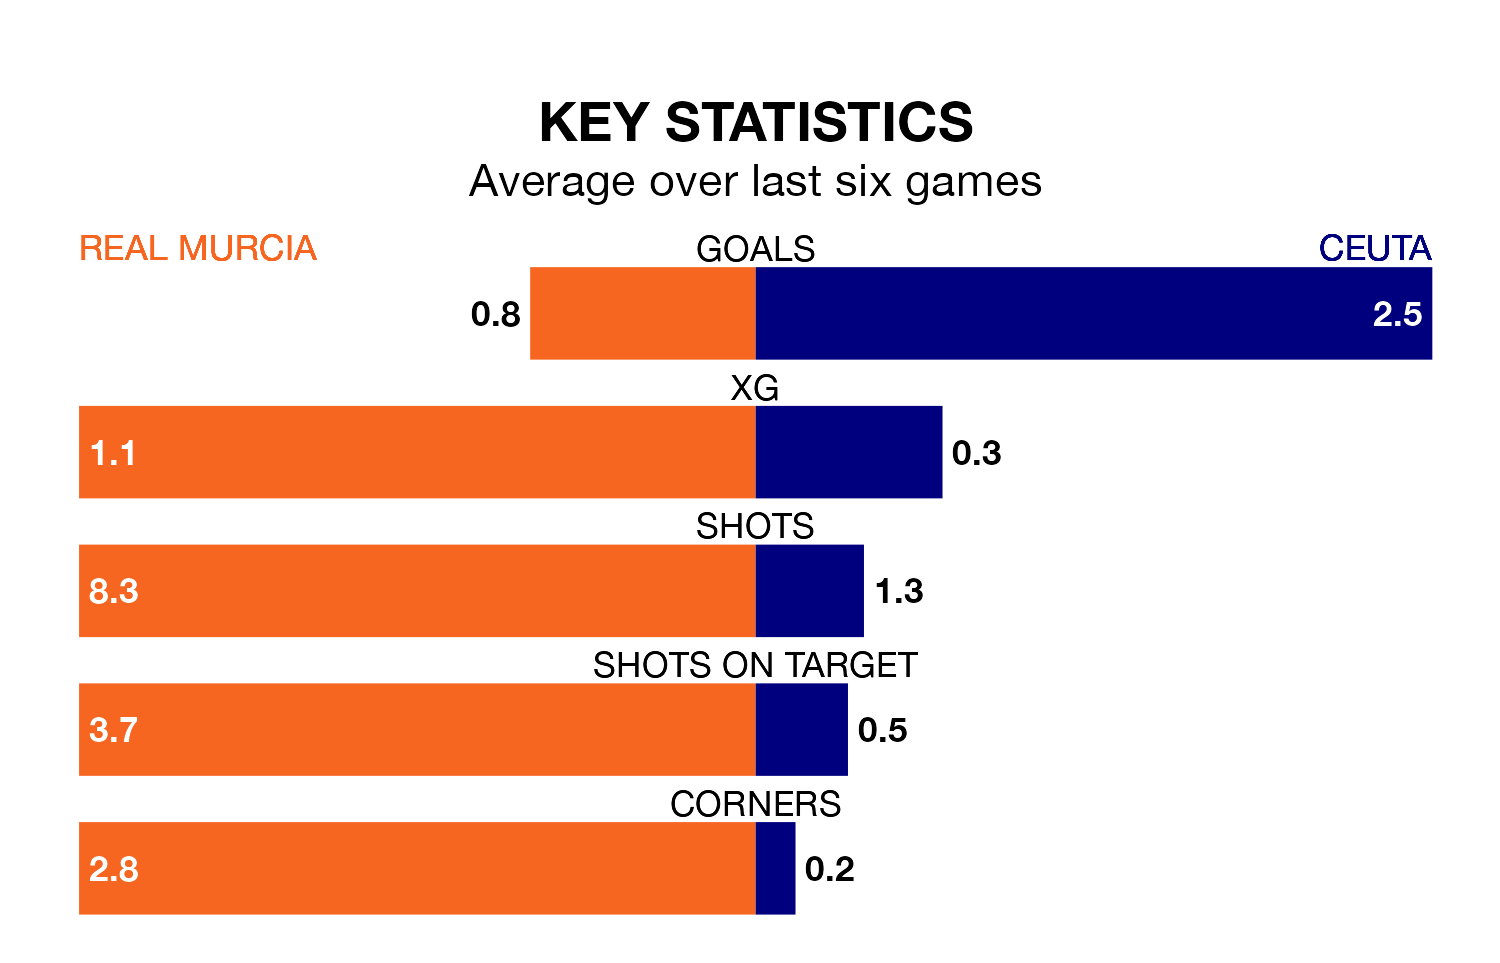 KEY STATISTICS
Average over last six games
REAL MURCIA GOALS CEUTA
0.8 2.5
XG
1.1 0.3
SHOTS
8.3 1.3
SHOTS ON TARGET
3.7 0.5
CORNERS
2.8 0.2